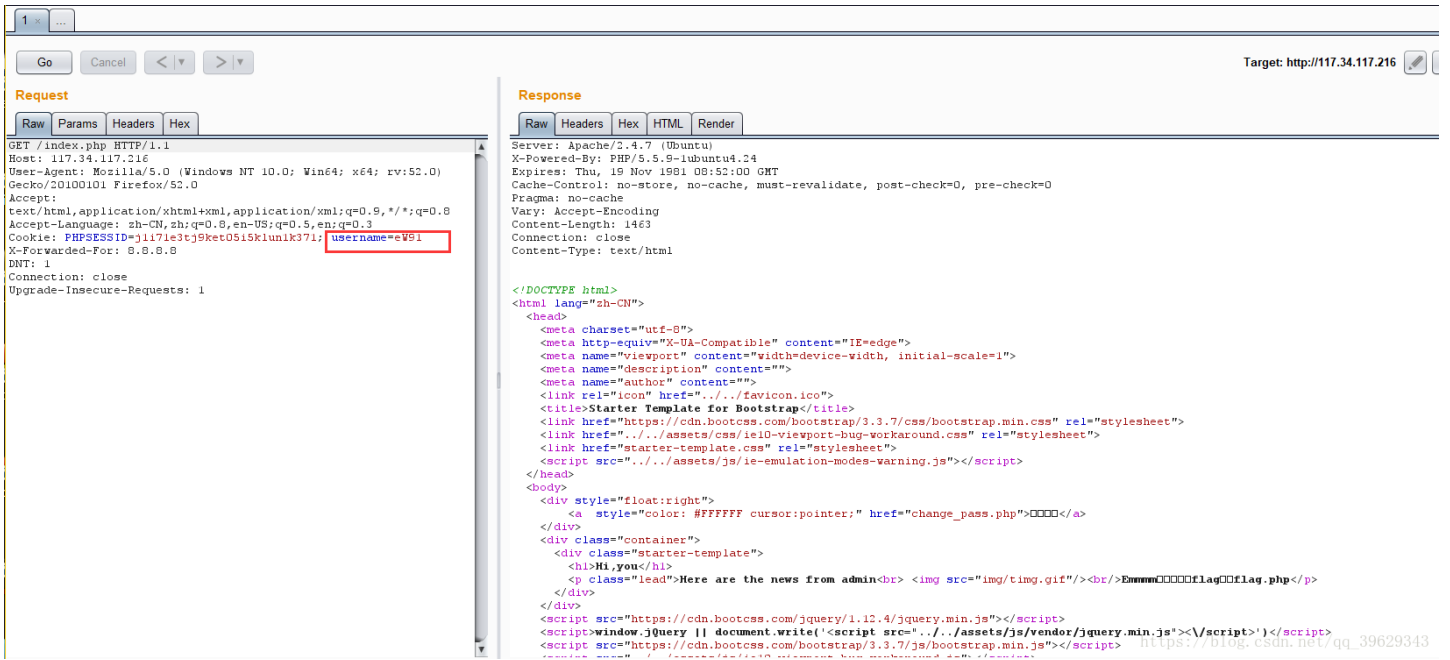 1 × ...
Go Cancel < ▼ > ▼ Target: http://117.34.117.216
Request
Raw Params Headers Hex
GET /index.php HTTP/1.1
Host: 117.34.117.216
User-Agent: Mozilla/5.0 (Windows NT 10.0; Win64; x64; rv:52.0)
Gecko/20100101 Firefox/52.0
Accept:
text/html,application/xhtml+xml,application/xml;q=0.9,*/*;q=0.8
Accept-Language: zh-CN,zh;q=0.8,en-US;q=0.5,en;q=0.3
Cookie: PHPSESSID=j1i71e3tj9ket05i5klun1k371; username=eW91
X-Forwarded-For: 8.8.8.8
DNT: 1
Connection: close
Upgrade-Insecure-Requests: 1
Response
Raw Headers Hex HTML Render
Server: Apache/2.4.7 (Ubuntu)
X-Powered-By: PHP/5.5.9-1ubuntu4.24
Expires: Thu, 19 Nov 1981 08:52:00 GMT
Cache-Control: no-store, no-cache, must-revalidate, post-check=0, pre-check=0
Pragma: no-cache
Vary: Accept-Encoding
Content-Length: 1463
Connection: close
Content-Type: text/html
<!DOCTYPE html>
<html lang="zh-CN">
<head>
<meta charset="utf-8">
<meta http-equiv="X-UA-Compatible" content="IE=edge">
<meta name="viewport" content="width=device-width, initial-scale=1">
<meta name="description" content="">
<meta name="author" content="">
<link rel="icon" href="../../favicon.ico">
<title>Starter Template for Bootstrap</title>
<link href="https://cdn.bootcss.com/bootstrap/3.3.7/css/bootstrap.min.css" rel="stylesheet">
<link href="../../assets/css/ie10-viewport-bug-workaround.css" rel="stylesheet">
<link href="starter-template.css" rel="stylesheet">
<script src="../../assets/js/ie-emulation-modes-warning.js"></script>
</head>
<body>
<div style="float:right">
<a style="color: #FFFFFF cursor:pointer;" href="change_pass.php">□□□□</a>
</div>
<div class="container">
<div class="starter-template">
<h1>Hi,you</h1>
<p class="lead">Here are the news from admin<br> <img src="img/timg.gif"/><br/>Emmmm□□□□□flag□□flag.php</p>
</div>
</div>
<script src="https://cdn.bootcss.com/jquery/1.12.4/jquery.min.js"></script>
<script>window.jQuery || document.write('<script src="../../assets/js/vendor/jquery.min.js"><\/script>')</script>
<script src="https://cdn.bootcss.com/bootstrap/3.3.7/js/bootstrap.min.js"></script>
https://blog.csdn.net/qq_39629343